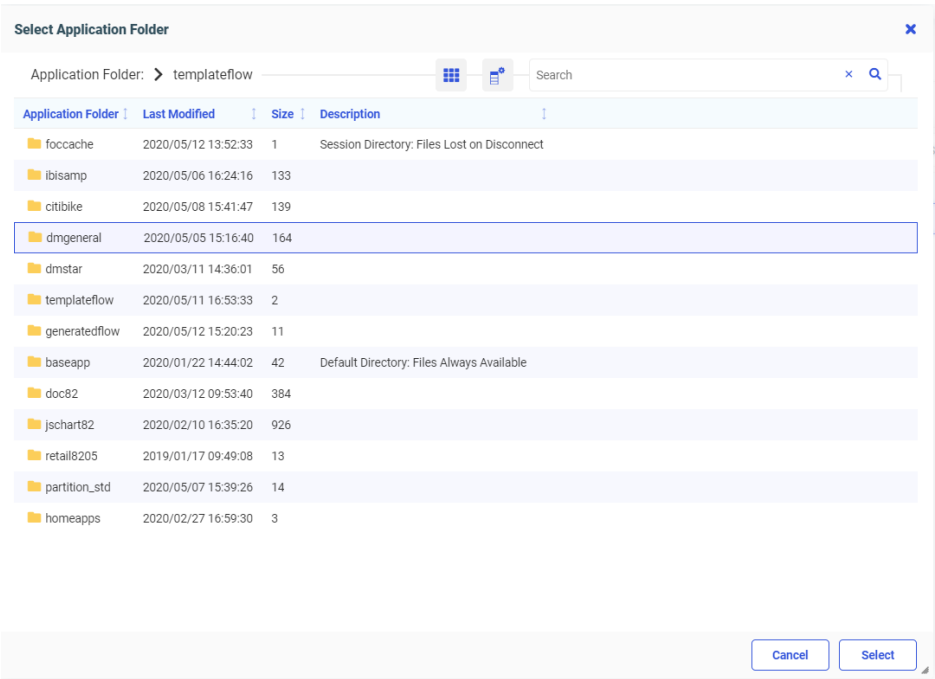 Select Application Folder
Application Folder: templateflow Search
Application Folder Last Modified Size Description
foccache 2020/05/12 13:52:33 1 Session Directory: Files Lost on Disconnect
ibisamp 2020/05/06 16:24:16 133
citibike 2020/05/08 15:41:47 139
dmgeneral 2020/05/05 15:16:40 164
dmstar 2020/03/11 14:36:01 56
templateflow 2020/05/11 16:53:33 2
generatedflow 2020/05/12 15:20:23 11
baseapp 2020/01/22 14:44:02 42 Default Directory: Files Always Available
doc82 2020/03/12 09:53:40 384
jschart82 2020/02/10 16:35:20 926
retail8205 2019/01/17 09:49:08 13
partition_std 2020/05/07 15:39:26 14
homeapps 2020/02/27 16:59:30 3
Cancel Select